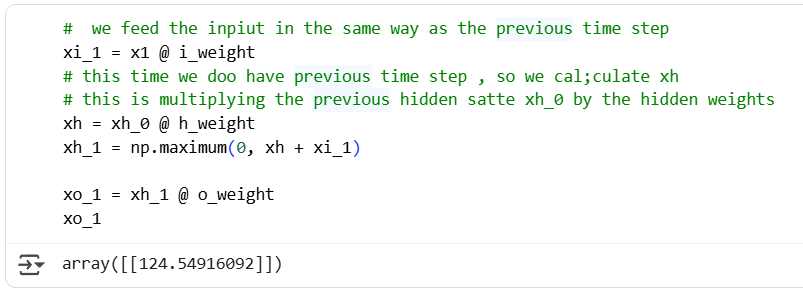 #  we feed the inpiut in the same way as the previous time step
xi_1 = x1 @ i_weight
# this time we doo have previous time step , so we cal;culate xh
# this is multiplying the previous hidden satte xh_0 by the hidden weights
xh = xh_0 @ h_weight
xh_1 = np.maximum(0, xh + xi_1)
xo_1 = xh_1 @ o_weight
xo_1
array([[124.54916092]])